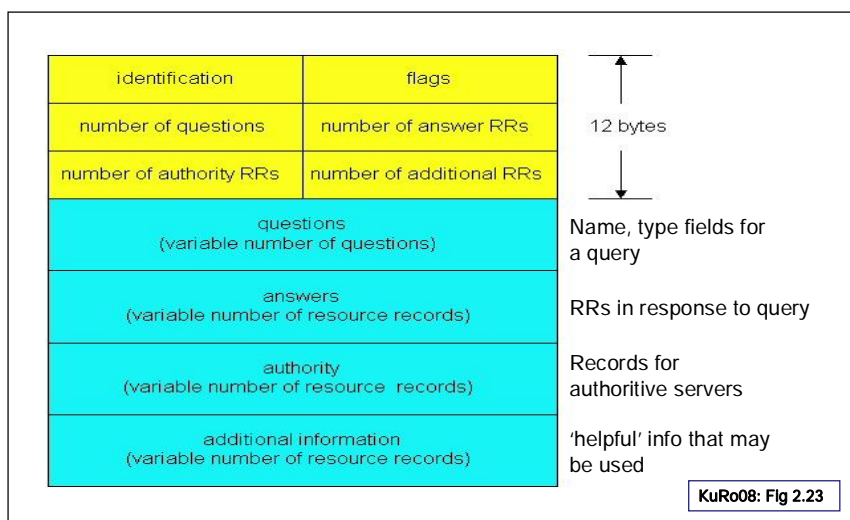 identification
flags
number of questions
number of answer RRs
12 bytes
number of authority RRs
number of additional RRs
questions
(variable number of questions)
Name, type fields for
a query
answers
(variable number of resource records)
RRs in response to query
authority
(variable number of resource records)
Records for
authoritive servers
additional information
(variable number of resource records)
‘helpful’ info that may
be used
KuRo08: Fig 2.23